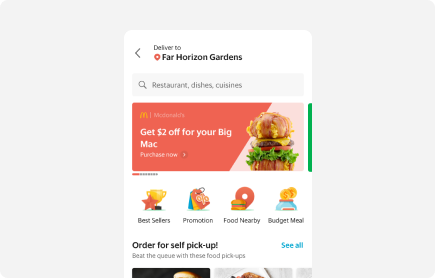 Deliver to
Far Horizon Gardens
Restaurant, dishes, cuisines
Mcdonald's
Get $2 off for your Big
Mac
Purchase now
Best Sellers
Promotion
Food Nearby
Budget Meal
Order for self pick-up!
See all
Beat the queue with these food pick-ups